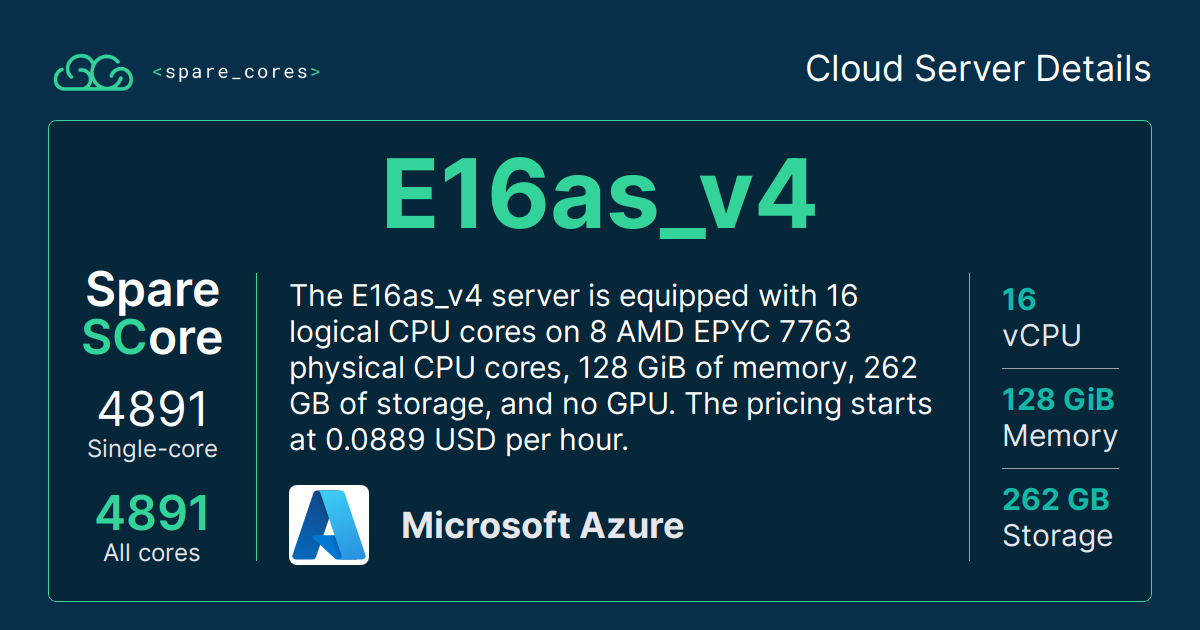 <spare_cores>
Cloud Server Details
E16as_v4
Spare
SCore
4891
Single-core
4891
All cores
The E16as_v4 server is equipped with 16
logical CPU cores on 8 AMD EPYC 7763
physical CPU cores, 128 GiB of memory, 262
GB of storage, and no GPU. The pricing starts
at 0.0889 USD per hour.
Microsoft Azure
16
vCPU
128 GiB
Memory
262 GB
Storage